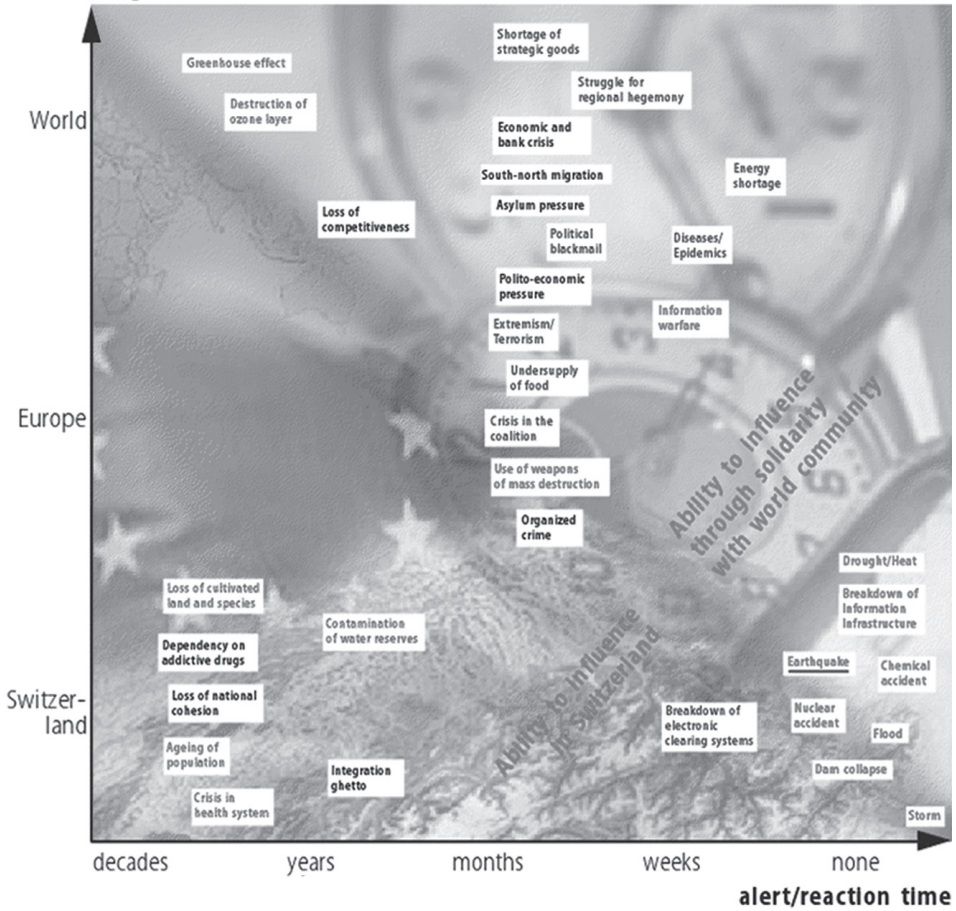 Shortage of
strategic goods
Greenhouse effect
Struggle for
regional hegemony
Destruction of
ozone layer
World
Economic and
bank crisis
South-north migration
Energy
shortage
Asylum pressure
Loss of
competitiveness
Political
blackmail
Diseases/
Epidemics
Polito-economic
pressure
Information
warfare
Extremism/
Terrorism
Undersupply
of food
Europe
Crisis in the
coalition
Ability to Influence
through solidarity
with world community
Use of weapons
of mass destruction
Organized
crime
Drought/Heat
Loss of cultivated
land and species
Breakdown of
Information
Infrastructure
Contamination
of water reserves
Dependency on
addictive drugs
Earthquake
Chemical
accident
Ability to Influence
in Switzerland
Switzer-
land
Loss of national
cohesion
Breakdown of
electronic
clearing systems
Nuclear
accident
Flood
Ageing of
population
Dam collapse
Integration
ghetto
Crisis in
health system
Storm
decades
years
months
weeks
none
alert/reaction time